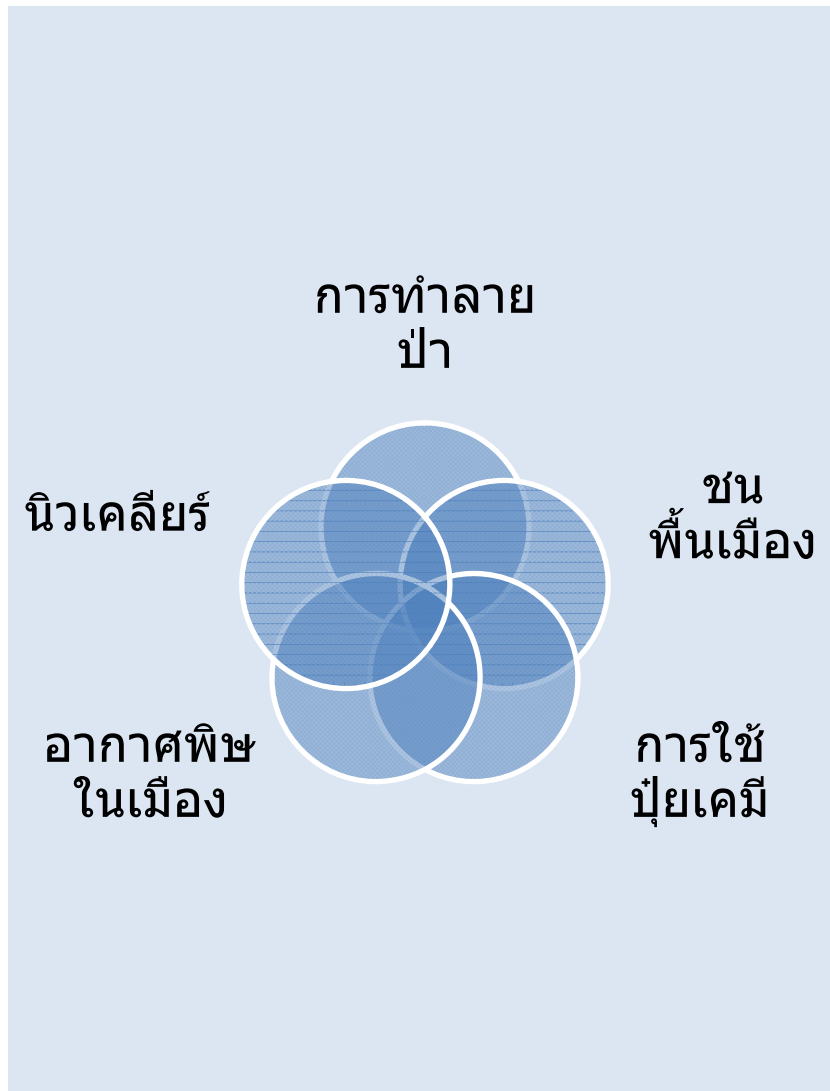 การทำลาย
ป่า
ชน
พื้นเมือง
การใช้
ปุ๋ยเคมี
อากาศพิษ
ในเมือง
นิวเคลียร์